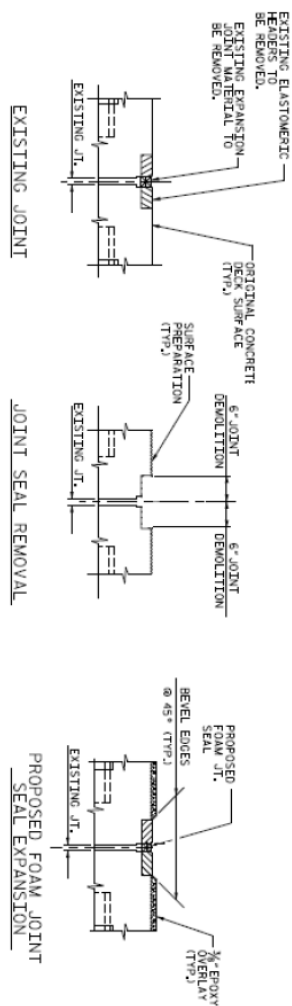 EXISTING ELASTOMERIC
HEADERS TO
BE REMOVED.
EXISTING EXPANSION
JOINT MATERIAL TO
BE REMOVED.
ORIGINAL CONCRETE
DECK SURFACE
(TYP.)
EXISTING JT.
EXISTING JOINT
6" JOINT
DEMOLITION
6" JOINT
DEMOLITION
SURFACE
PREPARATION
(TYP.)
EXISTING JT.
JOINT SEAL REMOVAL
PROPOSED
FOAM JT.
SEAL
BEVEL EDGES
@ 45° (TYP.)
3/8" EPOXY
OVERLAY
(TYP.)
EXISTING JT.
PROPOSED FOAM JOINT
SEAL EXPANSION